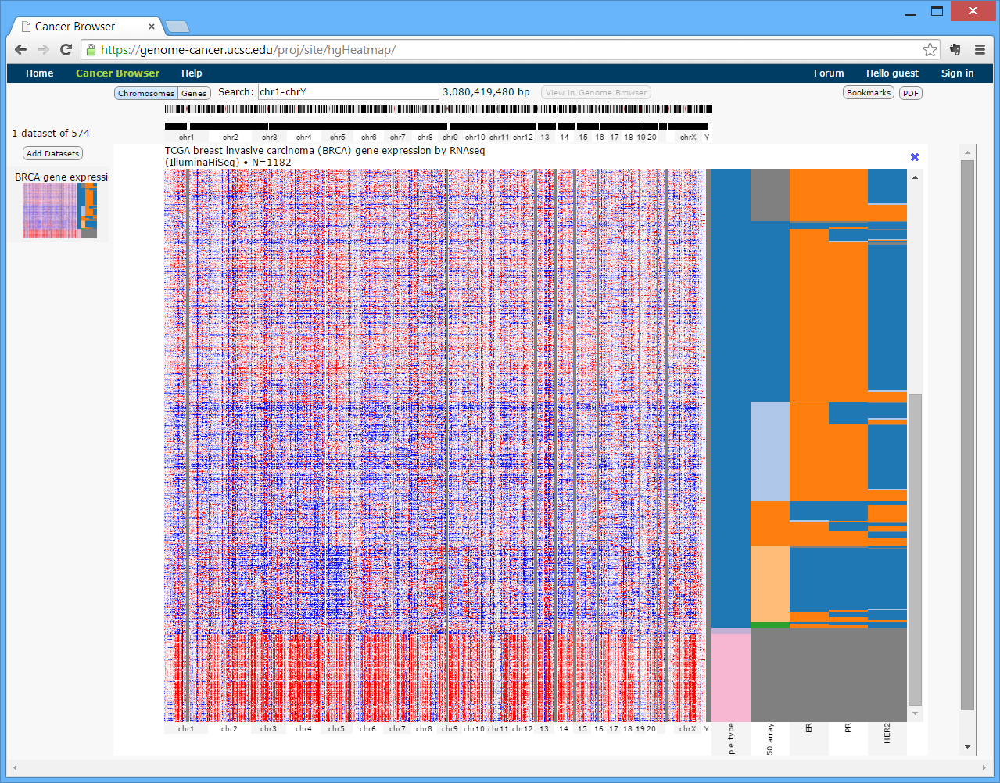 Cancer Browser
https://genome-cancer.ucsc.edu/proj/site/hgHeatmap/
Home Cancer Browser Help Forum Hello guest Sign in
Chromosomes Genes Search: chr1-chrY 3,080,419,480 bp View in Genome Browser Bookmarks PDF
1 dataset of 574
chr1 chr2 chr3 chr4 chr5 chr6 chr7 chr8 chr9 chr10 chr11 chr12 13 14 15 16 17 18 19 20 chrX Y
Add Datasets
TCGA breast invasive carcinoma (BRCA) gene expression by RNAseq
(IlluminaHiSeq) • N=1182
BRCA gene expressi
chr1 chr2 chr3 chr4 chr5 chr6 chr7 chr8 chr9 chr10 chr11 chr12 13 14 15 16 17 18 19 20 chrX Y
ple type
50 array
ER
PR
HER2